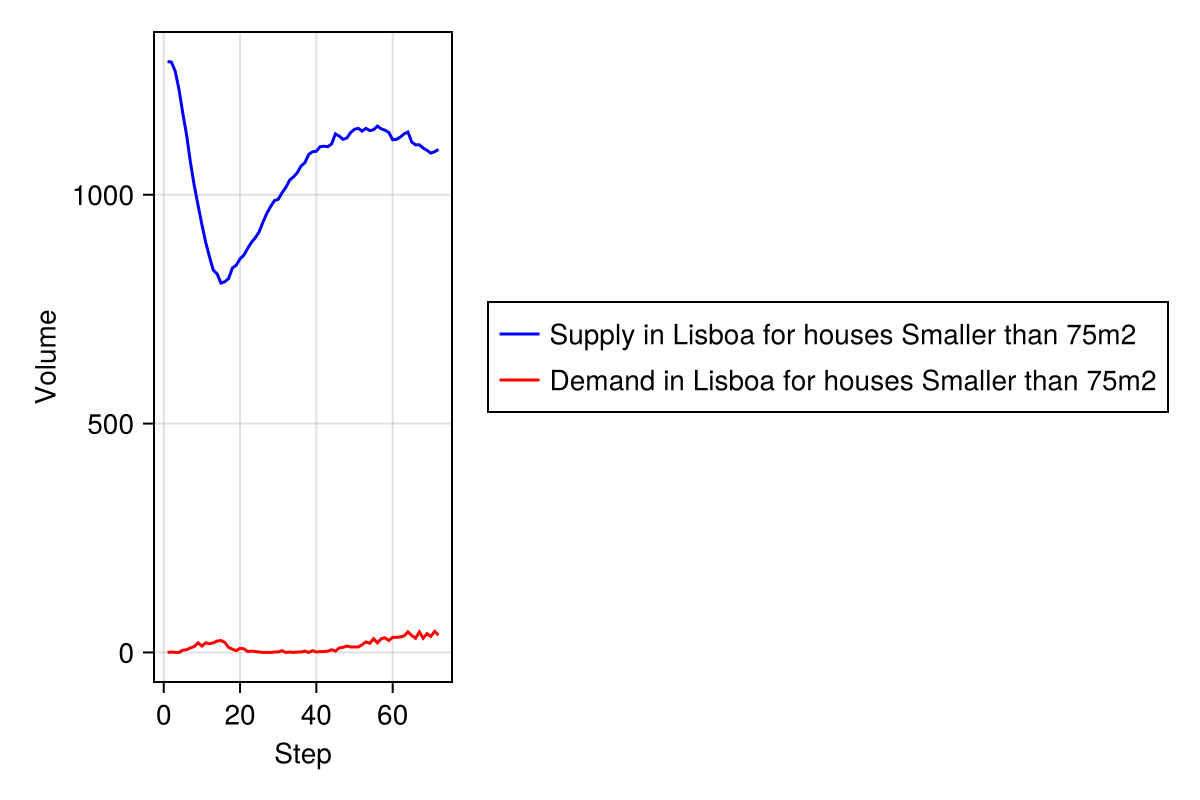 Volume
1000
500
0
0 20 40 60
Step
Supply in Lisboa for houses Smaller than 75m2
Demand in Lisboa for houses Smaller than 75m2